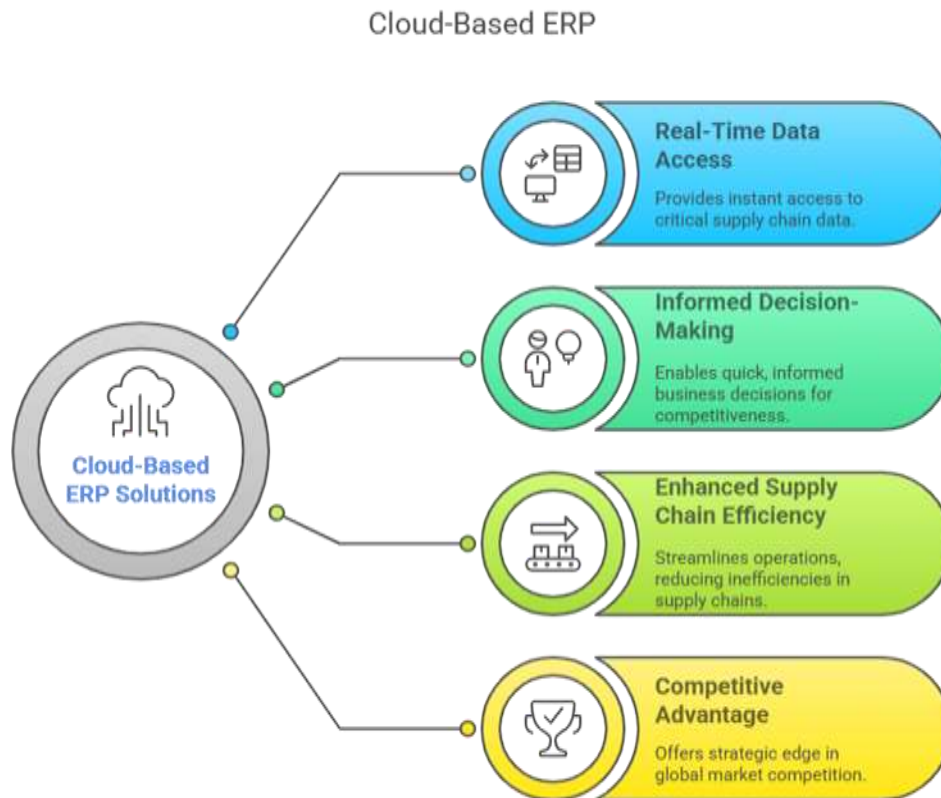 Cloud-Based ERP
Real-Time Data
Access
Provides instant access to
critical supply chain data.
Informed Decision-
Making
Enables quick, informed
business decisions for
competitiveness.
Cloud-Based
ERP Solutions
Enhanced Supply
Chain Efficiency
Streamlines operations,
reducing inefficiencies in
supply chains.
Competitive
Advantage
Offers strategic edge in
global market competition.